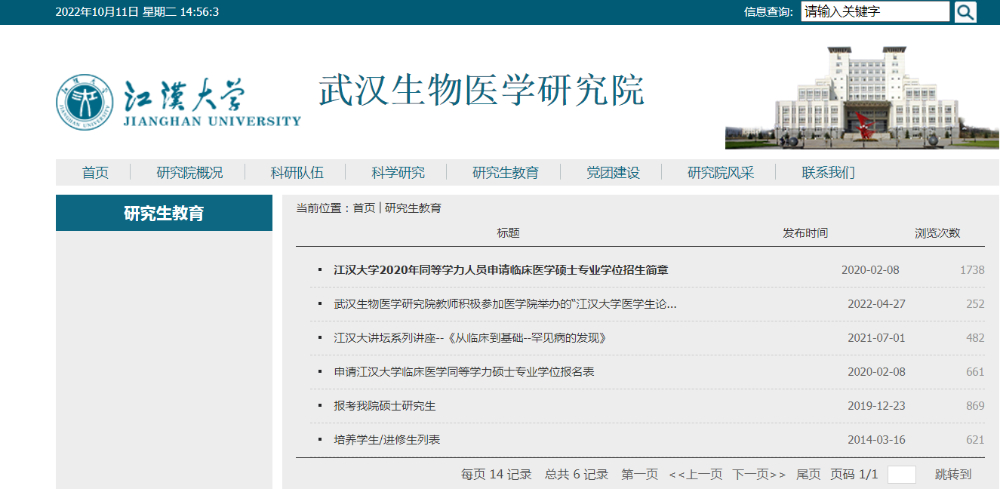 2022年10月11日 星期二 14:56:3 信息查询: 请输入关键字
江漢大学 武汉生物医学研究院
JIANGHAN UNIVERSITY
首页 研究院概况 科研队伍 科学研究 研究生教育 党团建设 研究院风采 联系我们
研究生教育
当前位置：首页 | 研究生教育
标题 发布时间 浏览次数
江汉大学2020年同等学力人员申请临床医学硕士专业学位招生简章 2020-02-08 1738
武汉生物医学研究院教师积极参加医学院举办的“江汉大学医学生论... 2022-04-27 252
江汉大讲坛系列讲座--《从临床到基础--罕见病的发现》 2021-07-01 482
申请江汉大学临床医学同等学力硕士专业学位报名表 2020-02-08 661
报考我院硕士研究生 2019-12-23 869
培养学生/进修生列表 2014-03-16 621
每页 14 记录 总共 6 记录 第一页 <<上一页 下一页>> 尾页 页码 1/1 跳转到